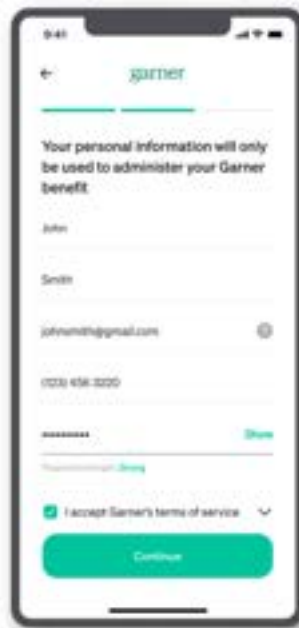 9:41
garner
Your personal information will only
be used to administer your Garner
benefit
John
Smith
johnsmith@gmail.com
(123) 456 3220
••••••••• Show
Strong
I accept Garner's terms of service
Continue